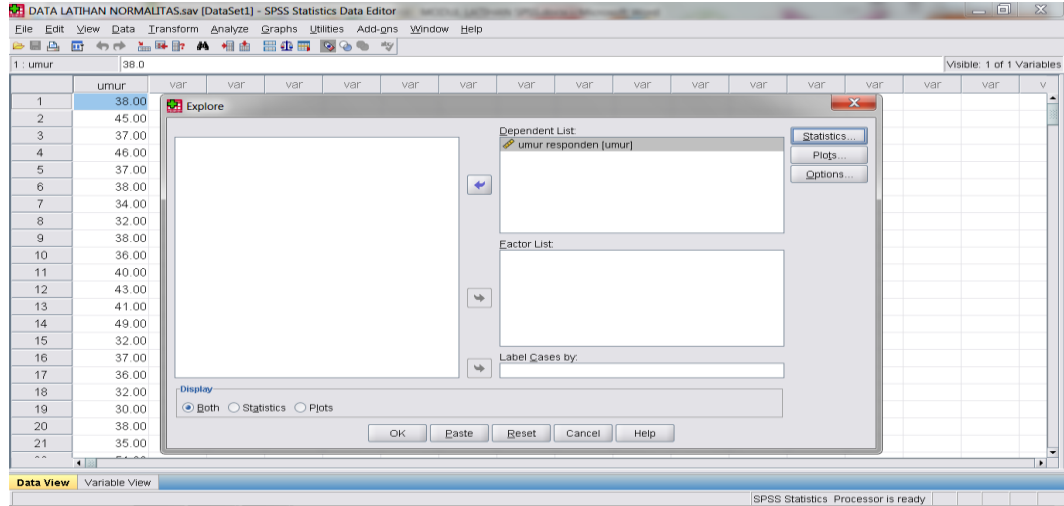 DATA LATIHAN NORMALITAS.sav [DataSet1] - SPSS Statistics Data Editor
File Edit View Data Transform Analyze Graphs Utilities Add-ons Window Help
1 : umur 38.0 Visible: 1 of 1 Variables
umur var var var var var var var var var var var var var var var var var v
1 38.00
2 45.00
3 37.00
4 46.00
5 37.00
6 38.00
7 34.00
8 32.00
9 38.00
10 36.00
11 40.00
12 43.00
13 41.00
14 49.00
15 32.00
16 37.00
17 36.00
18 32.00
19 30.00
20 38.00
21 35.00
Explore
Dependent List:
umur responden [umur]
Statistics...
Plots...
Options...
Factor List:
Label Cases by:
Display
Both Statistics Plots
OK Paste Reset Cancel Help
Data View Variable View
SPSS Statistics Processor is ready